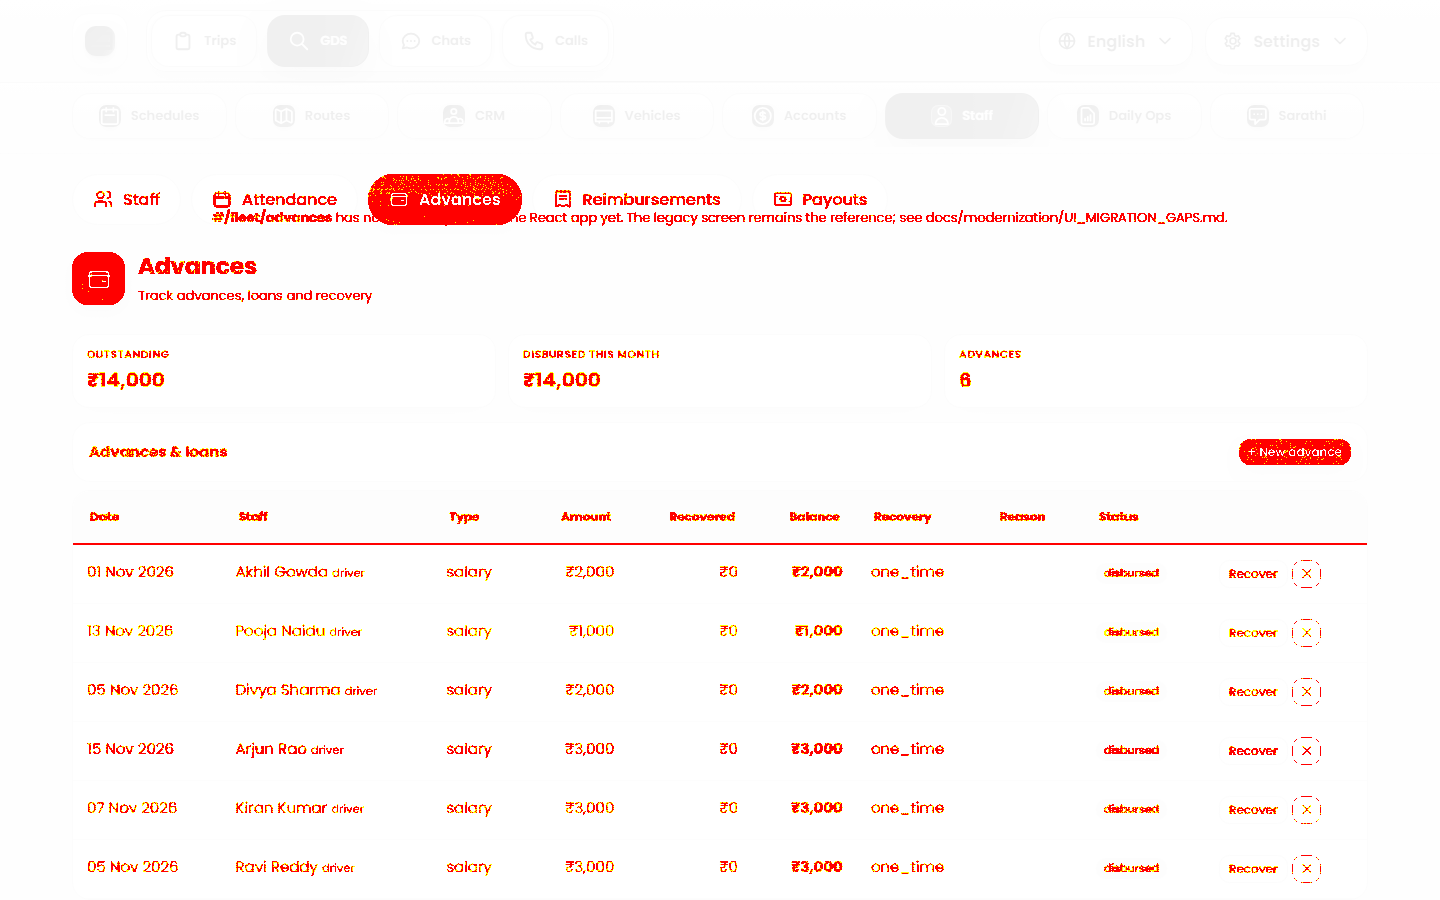 Trips GDS Chats Calls English Settings
Schedules Routes CRM Vehicles Accounts Staff Daily Ops Sarathi
Staff Attendance Advances Reimbursements Payouts
#/fleet/advances has React app yet. The legacy screen remains the reference; see docs/modernization/UI_MIGRATION_GAPS.md.
Advances
Track advances, loans and recovery
OUTSTANDING DISBURSED THIS MONTH ADVANCES
₹14,000 ₹14,000 6
Advances & loans + New advance
Date Staff Type Amount Recovered Balance Recovery Reason Status
01 Nov 2026 Akhil Gowda driver salary ₹2,000 ₹0 ₹2,000 one_time disbursed Recover
13 Nov 2026 Pooja Naidu driver salary ₹1,000 ₹0 ₹1,000 one_time disbursed Recover
05 Nov 2026 Divya Sharma driver salary ₹2,000 ₹0 ₹2,000 one_time disbursed Recover
15 Nov 2026 Arjun Rao driver salary ₹3,000 ₹0 ₹3,000 one_time disbursed Recover
07 Nov 2026 Kiran Kumar driver salary ₹3,000 ₹0 ₹3,000 one_time disbursed Recover
05 Nov 2026 Ravi Reddy driver salary ₹3,000 ₹0 ₹3,000 one_time disbursed Recover